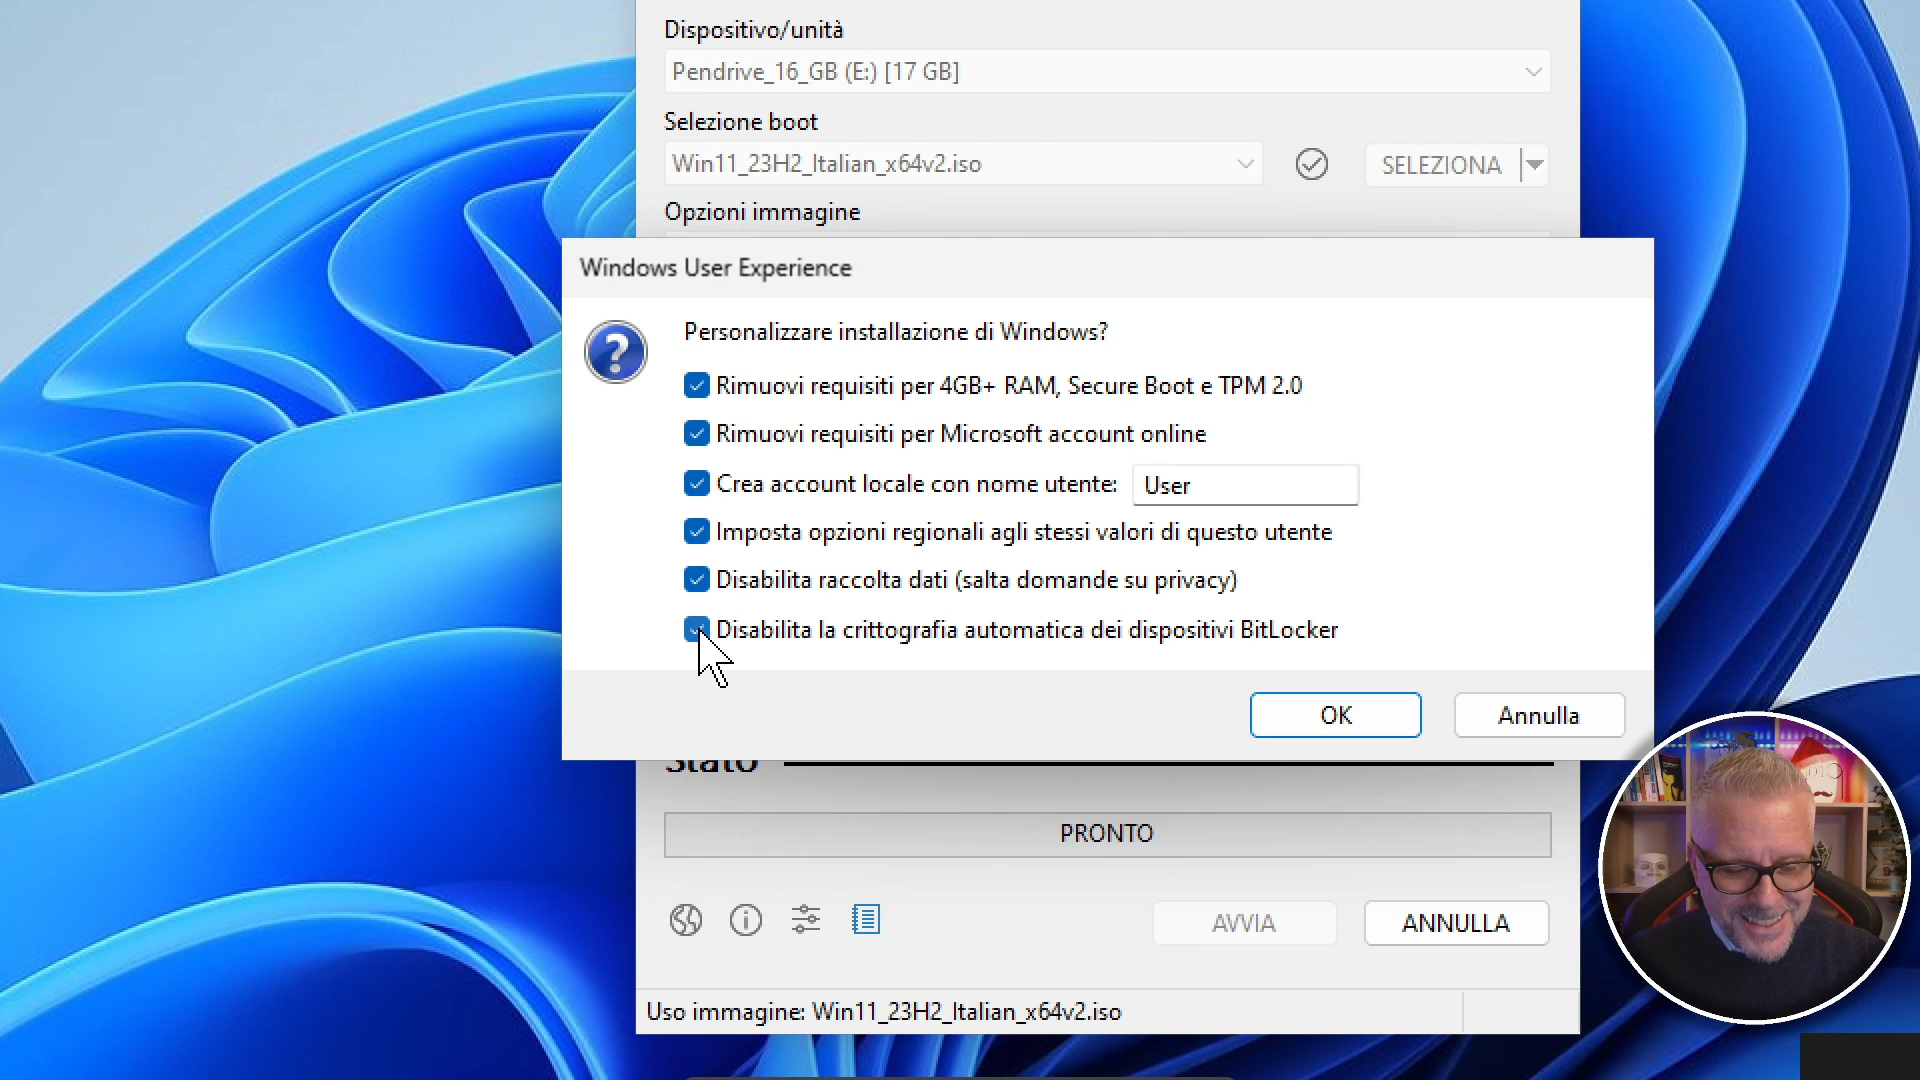 Dispositivo/unità
Pendrive_16_GB (E:) [17 GB]
Selezione boot
Win11_23H2_Italian_x64v2.iso
SELEZIONA
Opzioni immagine
Windows User Experience
Personalizzare installazione di Windows?
Rimuovi requisiti per 4GB+ RAM, Secure Boot e TPM 2.0
Rimuovi requisiti per Microsoft account online
Crea account locale con nome utente: User
Imposta opzioni regionali agli stessi valori di questo utente
Disabilita raccolta dati (salta domande su privacy)
Disabilita la crittografia automatica dei dispositivi BitLocker
OK Annulla
Stato
PRONTO
AVVIA ANNULLA
Uso immagine: Win11_23H2_Italian_x64v2.iso